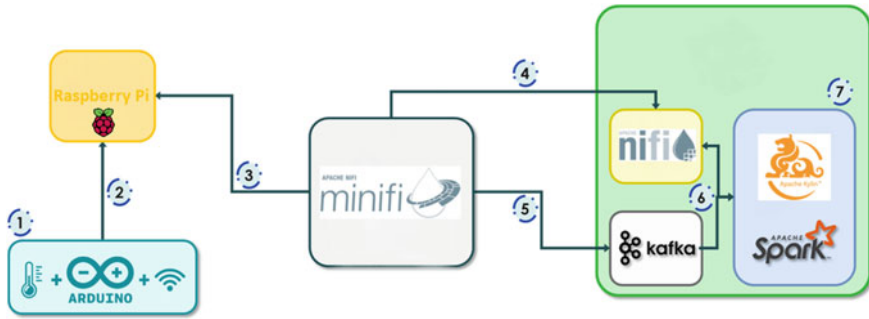 1
+
+
ARDUINO
2
Raspberry Pi
3
APACHE NIFI
minifi
4
5
APACHE
nifi
kafka
6
7
Apache Kylin
APACHE
Spark